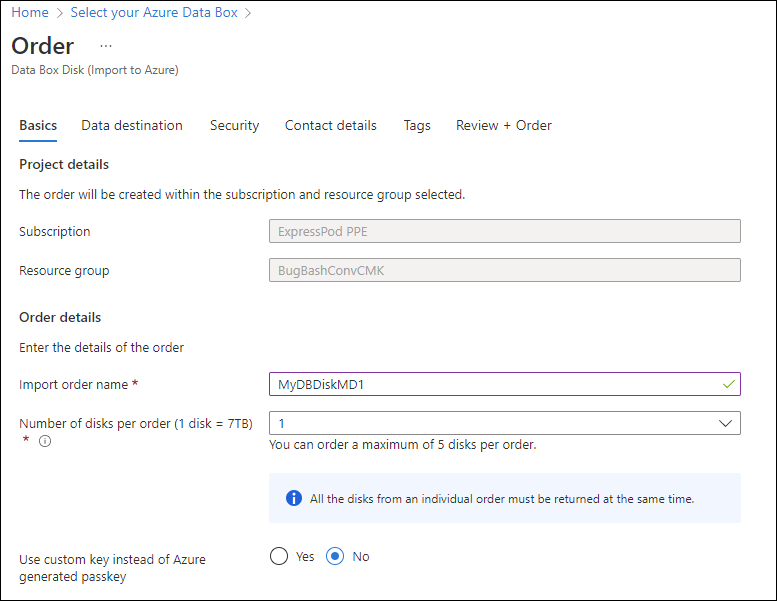 Home > Select your Azure Data Box >
Order ...
Data Box Disk (Import to Azure)
Basics Data destination Security Contact details Tags Review + Order
Project details
The order will be created within the subscription and resource group selected.
Subscription ExpressPod PPE
Resource group BugBashConvCMK
Order details
Enter the details of the order
Import order name * MyDBDiskMD1
Number of disks per order (1 disk = 7TB) 1
*
You can order a maximum of 5 disks per order.
All the disks from an individual order must be returned at the same time.
Use custom key instead of Azure Yes No
generated passkey